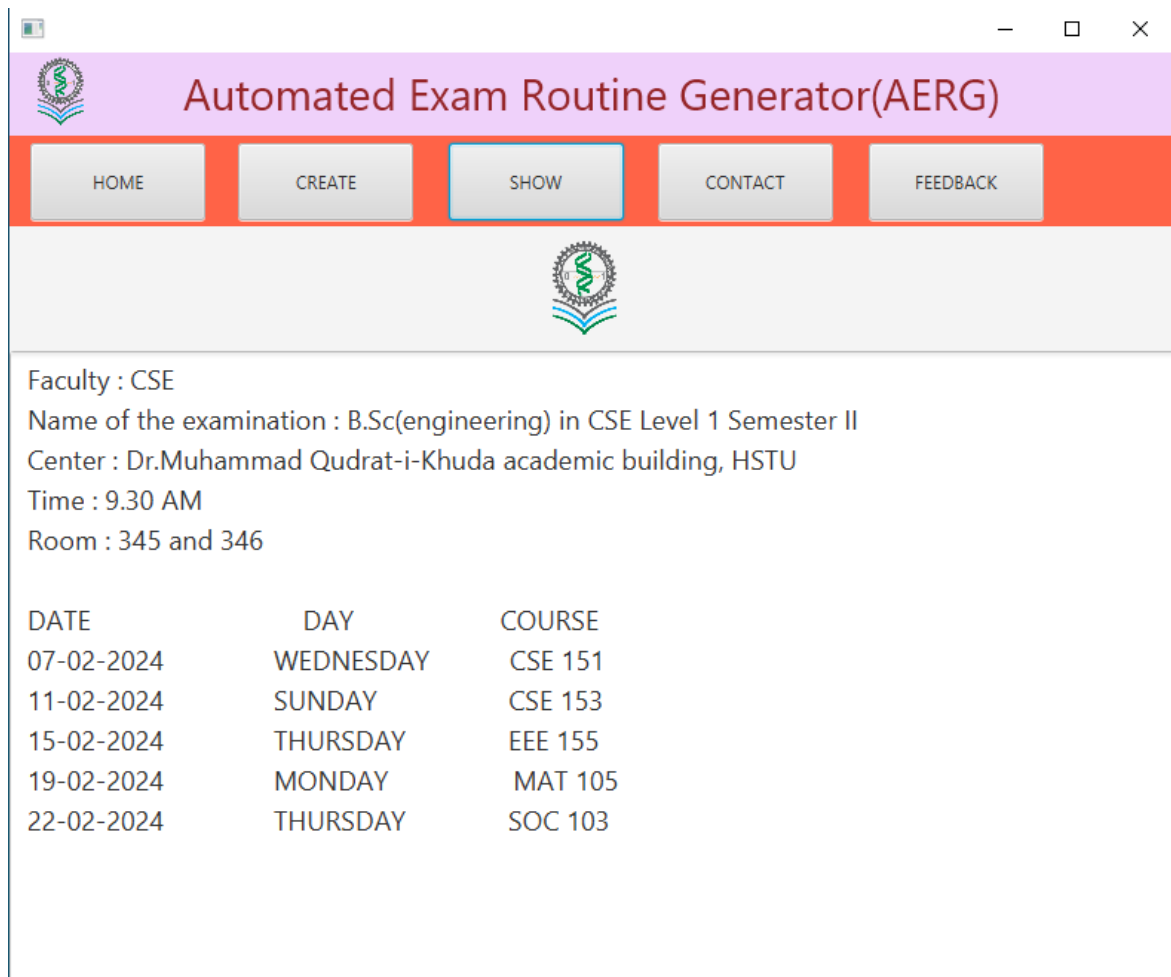 Automated Exam Routine Generator(AERG)
HOME CREATE SHOW CONTACT FEEDBACK
Faculty : CSE
Name of the examination : B.Sc(engineering) in CSE Level 1 Semester II
Center : Dr.Muhammad Qudrat-i-Khuda academic building, HSTU
Time : 9.30 AM
Room : 345 and 346
DATE DAY COURSE
07-02-2024 WEDNESDAY CSE 151
11-02-2024 SUNDAY CSE 153
15-02-2024 THURSDAY EEE 155
19-02-2024 MONDAY MAT 105
22-02-2024 THURSDAY SOC 103